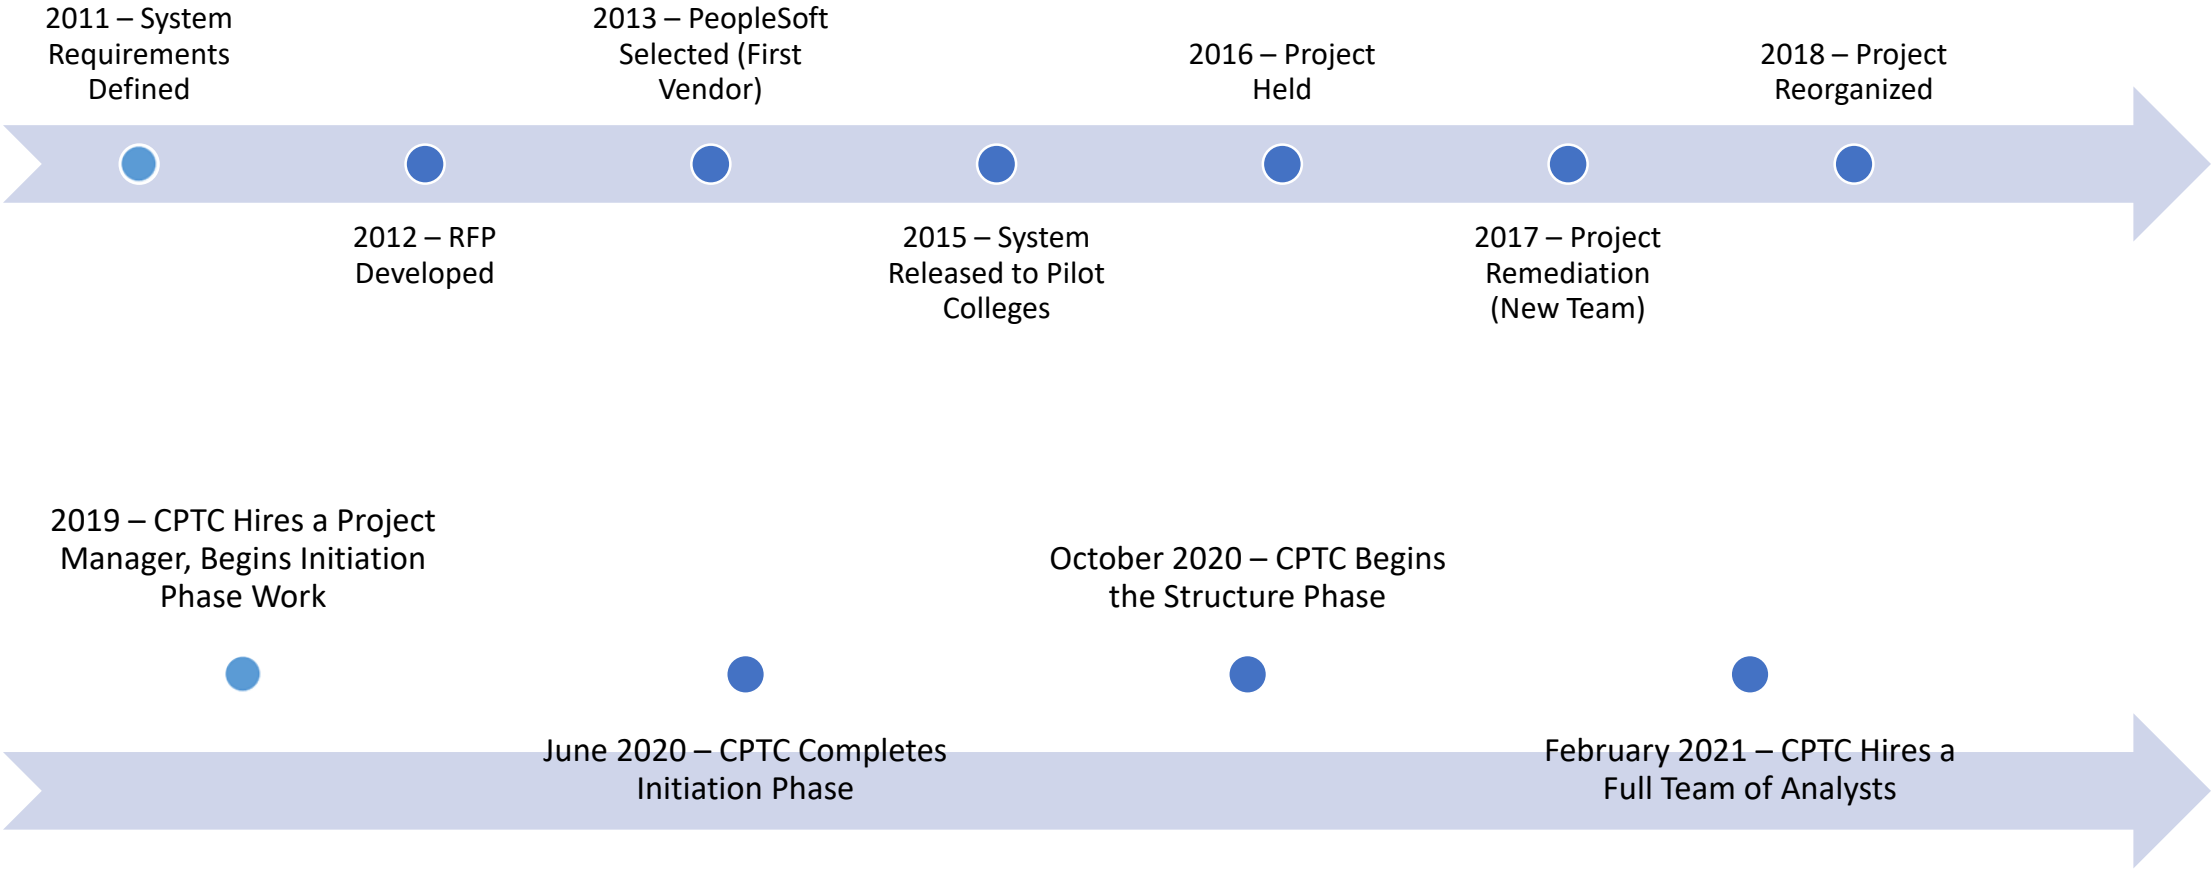 2011 – System
Requirements
Defined
2012 – RFP
Developed
2013 – PeopleSoft
Selected (First
Vendor)
2015 – System
Released to Pilot
Colleges
2016 – Project
Held
2017 – Project
Remediation
(New Team)
2018 – Project
Reorganized
2019 – CPTC Hires a Project
Manager, Begins Initiation
Phase Work
June 2020 – CPTC Completes
Initiation Phase
October 2020 – CPTC Begins
the Structure Phase
February 2021 – CPTC Hires a
Full Team of Analysts